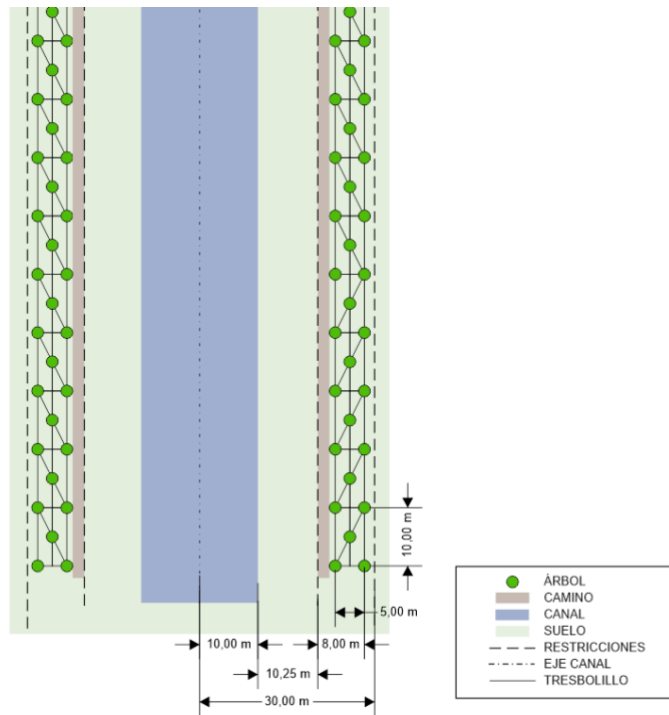 10,00 m
5,00 m
10,00 m
8,00 m
10,25 m
30,00 m
ÀRBOL
CAMINO
CANAL
SUELO
RESTRICCIONES
EJE CANAL
TRESBOLILLO